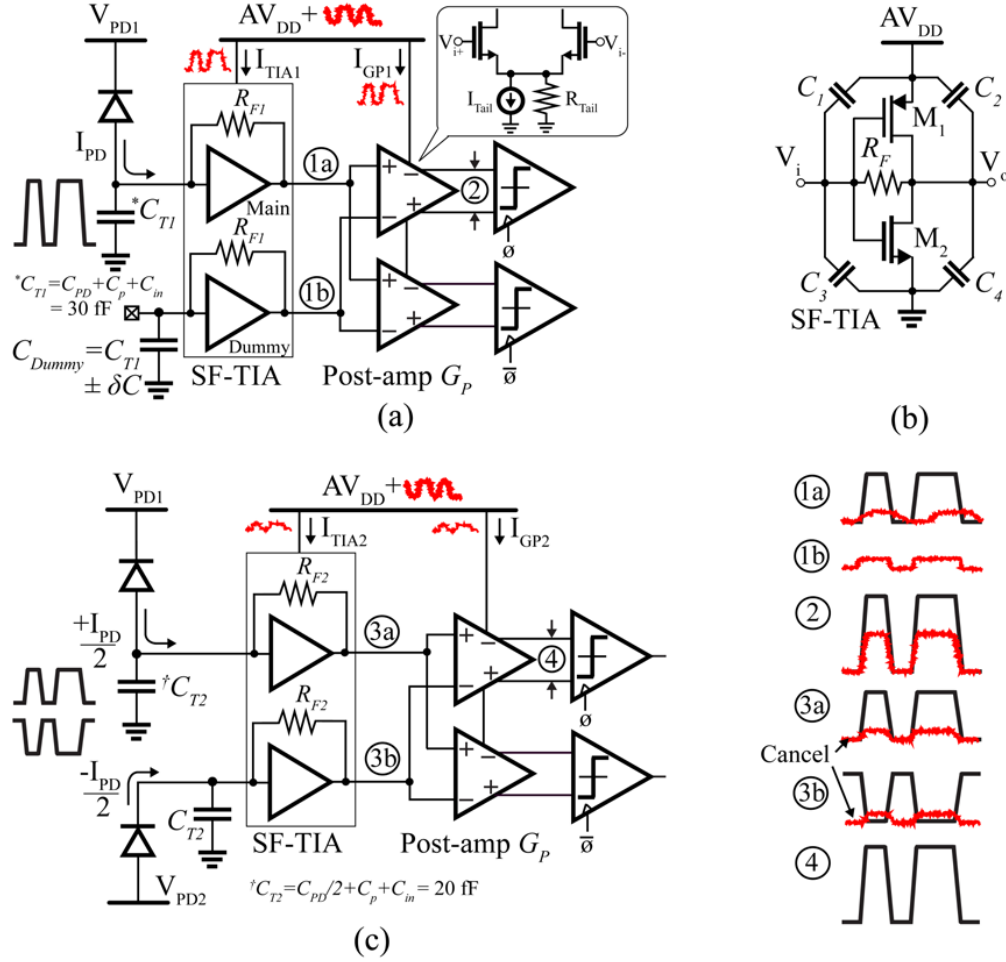 V_PD1
AV_DD +
I_TIA1
I_GP1
V_i+
V_i-
I_Tail
R_Tail
R_F1
I_PD
1a
+
−
−
+
2
Main
*C_T1
ø
R_F1
*C_T1=C_PD+C_p+C_in
= 30 fF
1b
+
−
+
Dummy
C_Dummy=C_T1
± δC
SF-TIA
Post-amp G_P
ø̄
(a)
AV_DD
C_1
C_2
M_1
R_F
V_i
V_o
M_2
C_3
C_4
SF-TIA
(b)
V_PD1
AV_DD +
I_TIA2
I_GP2
R_F2
+I_PD/2
3a
+
−
−
+
4
†C_T2
ø
R_F2
-I_PD/2
3b
+
−
+
C_T2
SF-TIA
Post-amp G_P
ø̄
V_PD2
†C_T2=C_PD/2+C_p+C_in = 20 fF
(c)
1a
1b
2
3a
Cancel
3b
4